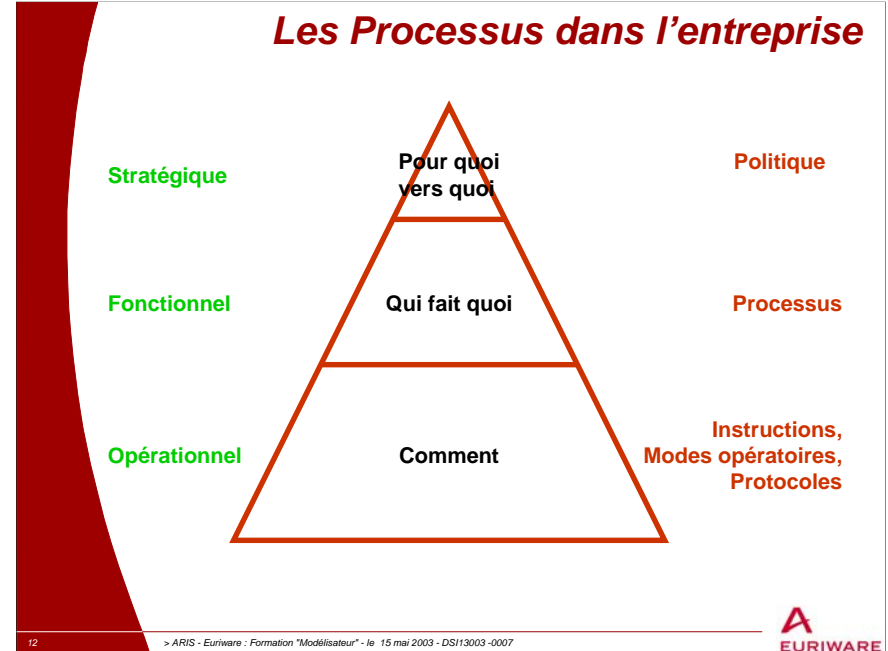 Les Processus dans l'entreprise
Stratégique
Pour quoi
vers quoi
Politique
Fonctionnel
Qui fait quoi
Processus
Opérationnel
Comment
Instructions,
Modes opératoires,
Protocoles
12
> ARIS - Euriware : Formation "Modélisateur" - le 15 mai 2003 - DSI13003 -0007
EURIWARE